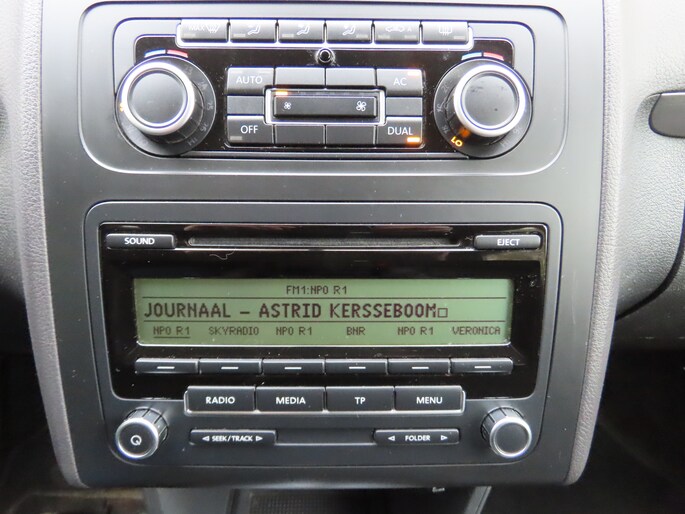 AUTO
AC
OFF
DUAL
LO
SOUND
EJECT
FM1:NPO R1
JOURNAAL - ASTRID KERSSEBOOM□
NPO R1 SKYRADIO NPO R1 BNR NPO R1 VERONICA
RADIO MEDIA TP MENU
SEEK/TRACK
FOLDER